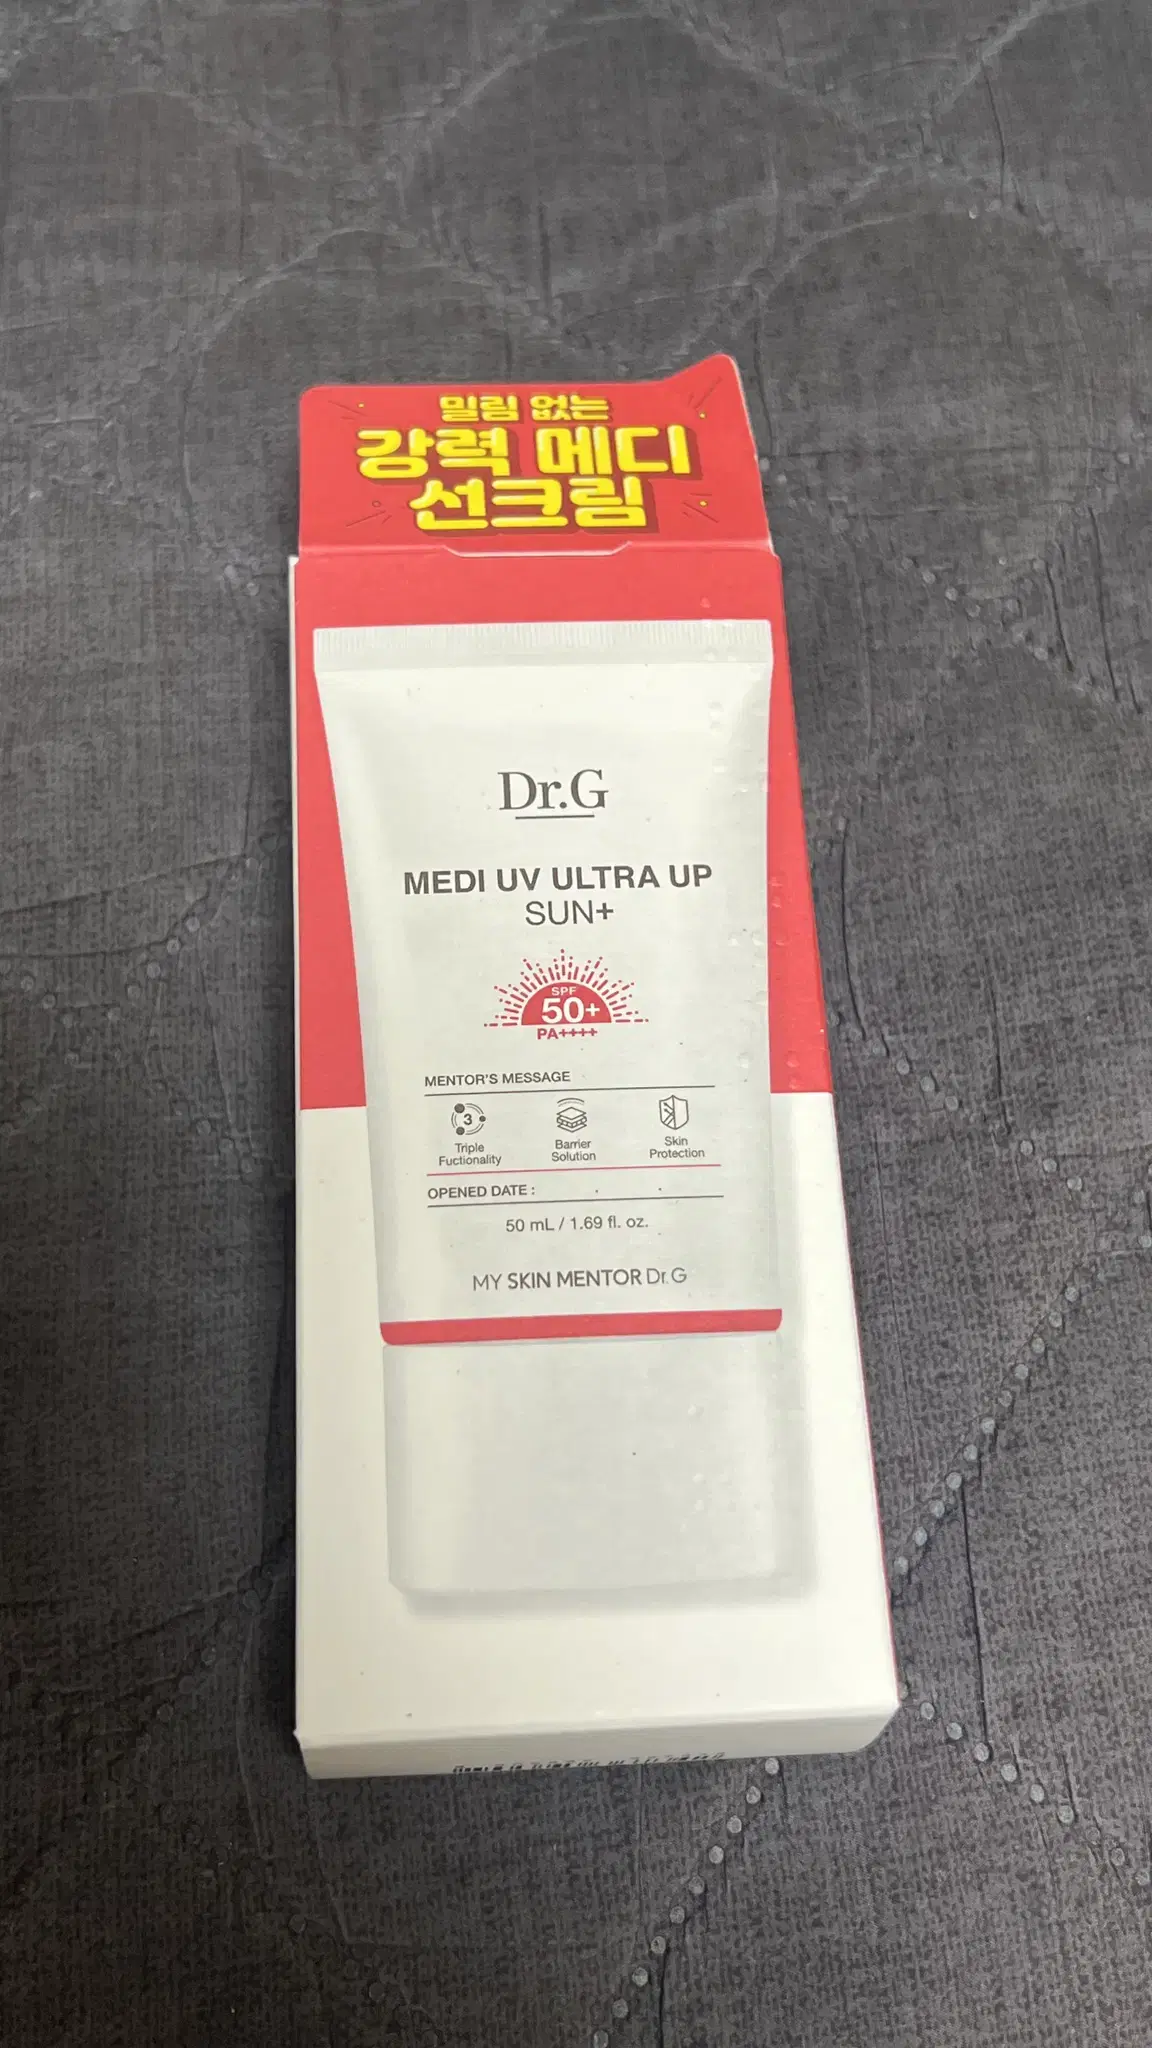 밀림 없는
강력 메디
선크림
Dr.G
MEDI UV ULTRA UP
SUN+
SPF
50+
PA++++
MENTOR'S MESSAGE
3
Triple
Fuctionality
Barrier
Solution
Skin
Protection
OPENED DATE : . .
50 mL / 1.69 fl. oz.
MY SKIN MENTOR Dr.G